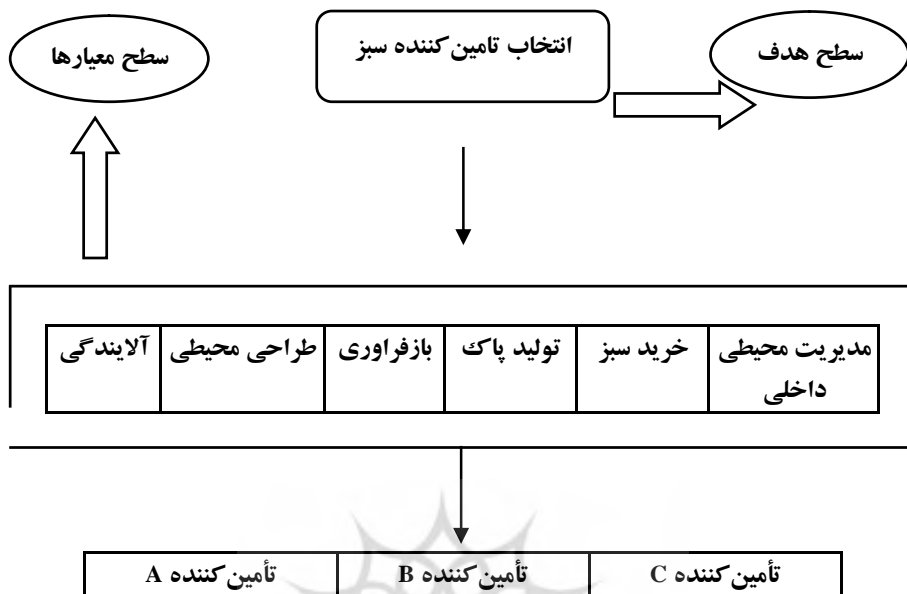 سطح هدف
انتخاب تامین کننده سبز
سطح معیارها
مدیریت محیطی
داخلی
خرید سبز
تولید پاک
بازفراوری
طراحی محیطی
آلایندگی
تأمین کننده C
تأمین کننده B
تأمین کننده A